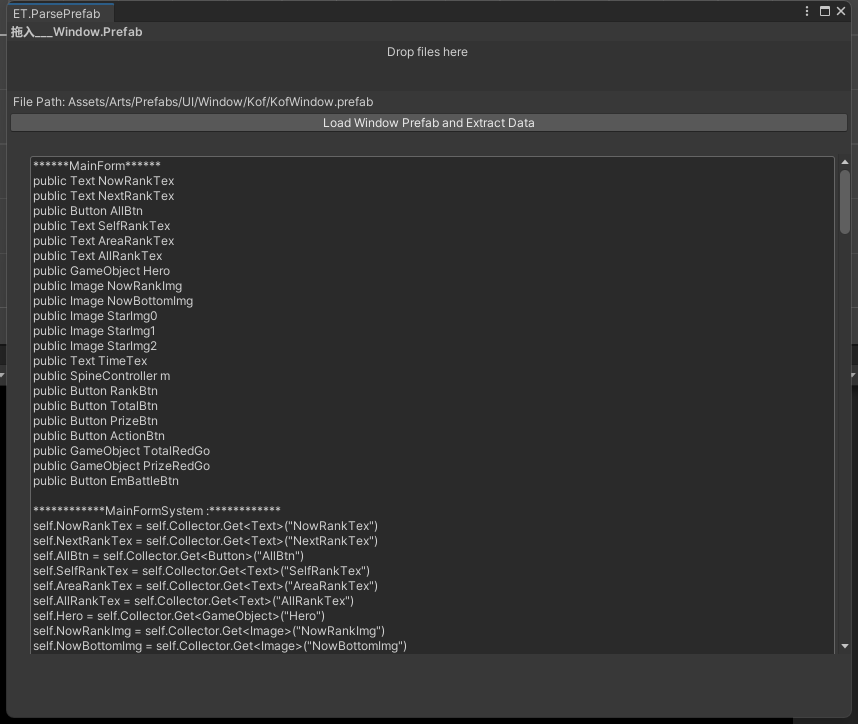 ET.ParsePrefab
拖入___Window.Prefab
Drop files here
File Path: Assets/Arts/Prefabs/UI/Window/Kof/KofWindow.prefab
Load Window Prefab and Extract Data
******MainForm******
public Text NowRankTex
public Text NextRankTex
public Button AllBtn
public Text SelfRankTex
public Text AreaRankTex
public Text AllRankTex
public GameObject Hero
public Image NowRankImg
public Image NowBottomImg
public Image StarImg0
public Image StarImg1
public Image StarImg2
public Text TimeTex
public SpineController m
public Button RankBtn
public Button TotalBtn
public Button PrizeBtn
public Button ActionBtn
public GameObject TotalRedGo
public GameObject PrizeRedGo
public Button EmBattleBtn
************MainFormSystem :************
self.NowRankTex = self.Collector.Get<Text>("NowRankTex")
self.NextRankTex = self.Collector.Get<Text>("NextRankTex")
self.AllBtn = self.Collector.Get<Button>("AllBtn")
self.SelfRankTex = self.Collector.Get<Text>("SelfRankTex")
self.AreaRankTex = self.Collector.Get<Text>("AreaRankTex")
self.AllRankTex = self.Collector.Get<Text>("AllRankTex")
self.Hero = self.Collector.Get<GameObject>("Hero")
self.NowRankImg = self.Collector.Get<Image>("NowRankImg")
self.NowBottomImg = self.Collector.Get<Image>("NowBottomImg")